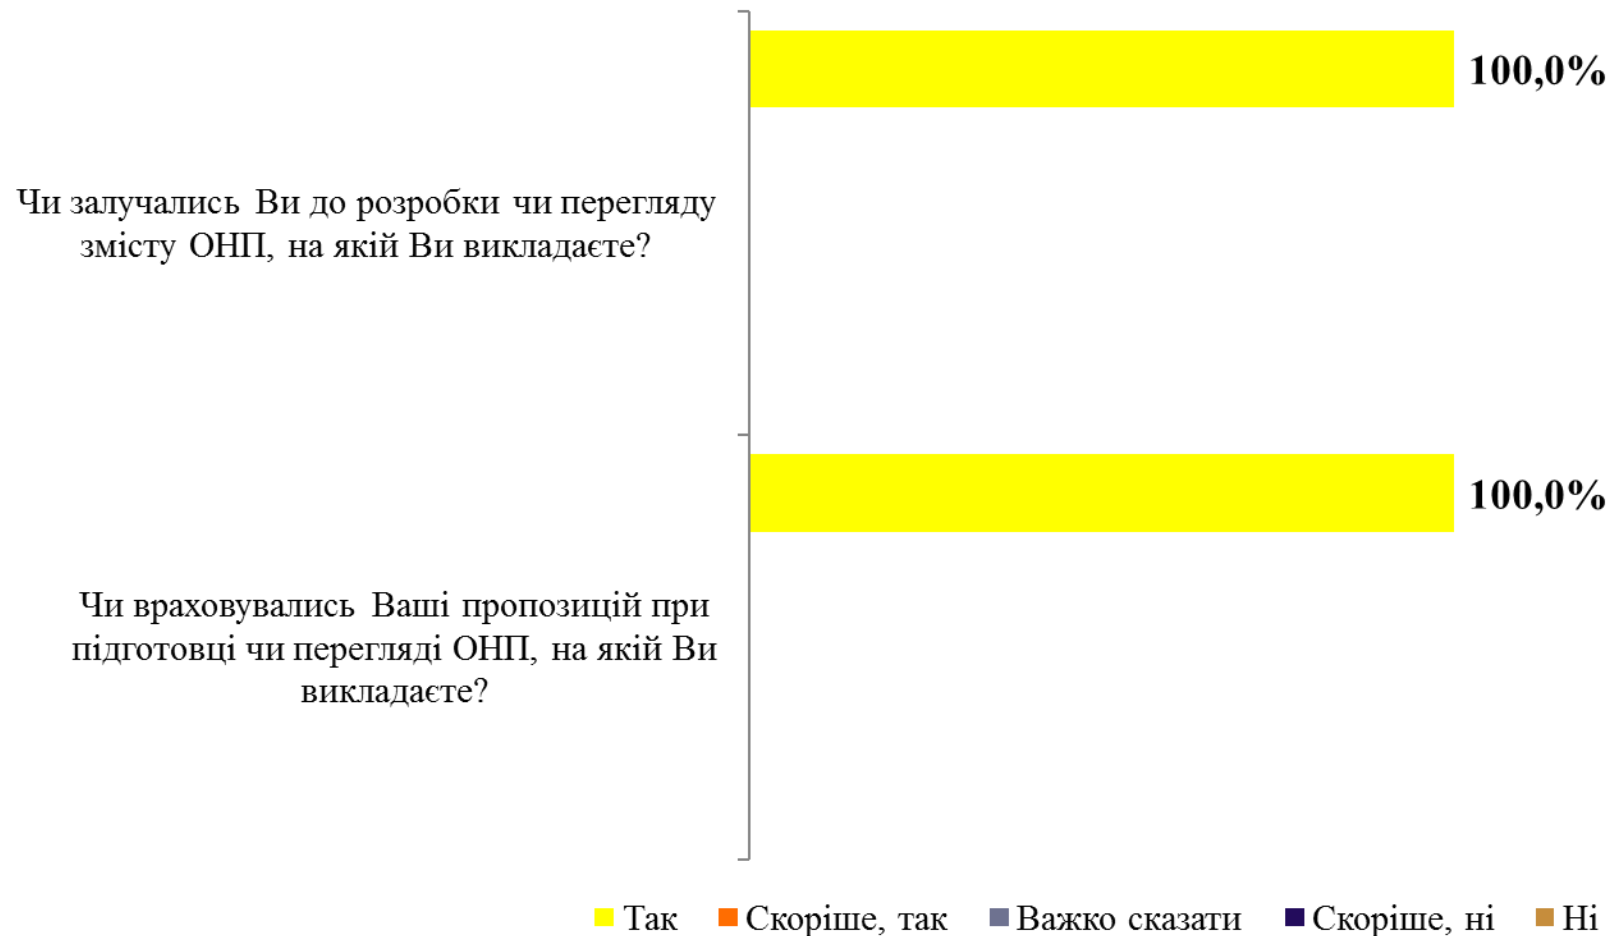 100,0%
Чи залучались Ви до розробки чи перегляду
змісту ОНП, на якій Ви викладаєте?
100,0%
Чи враховувались Ваші пропозицій при
підготовці чи перегляді ОНП, на якій Ви
викладаєте?
Так Скоріше, так Важко сказати Скоріше, ні Ні